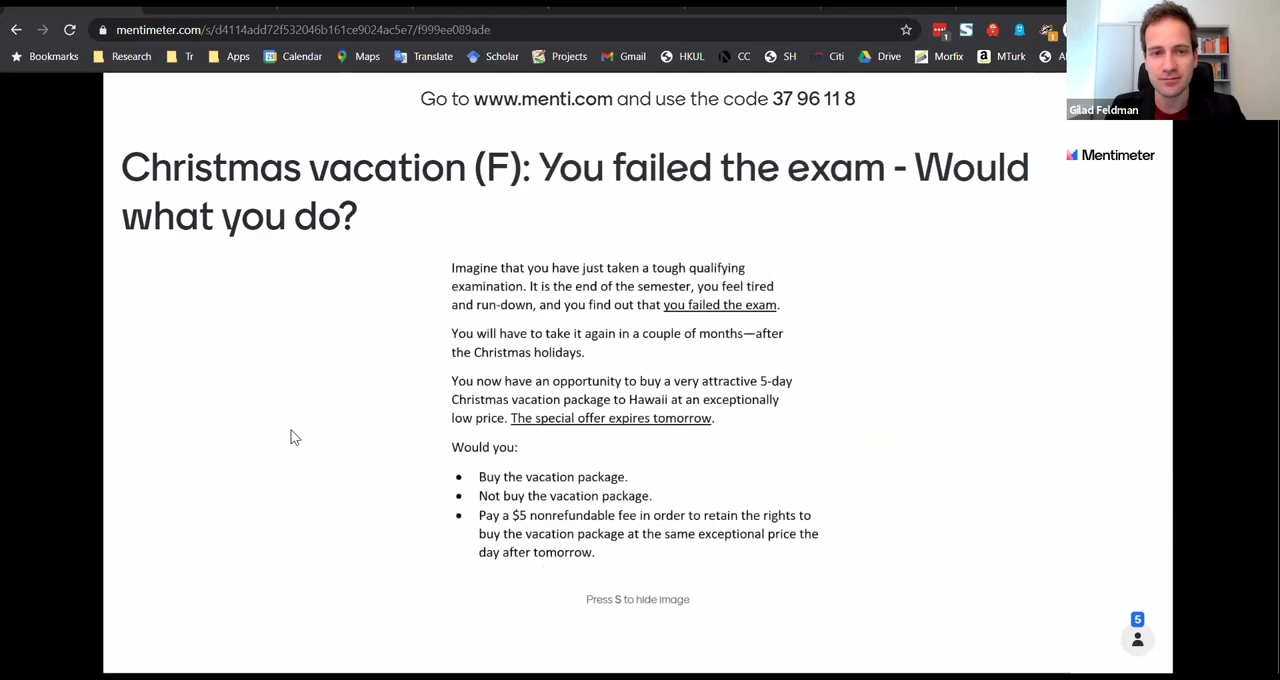 mentimeter.com/s/d4114add72f532046b161ce9024ac5e7/f999ee089ade
1
1
Bookmarks Research Tr Apps Calendar Maps Gmail Translate Scholar Projects Gmail HKUL CC SH Citi Drive Morfix MTurk
Gilad Feldman
Go to www.menti.com and use the code 37 96 11 8
Mentimeter
Christmas vacation (F): You failed the exam - Would
what you do?
Imagine that you have just taken a tough qualifying
examination. It is the end of the semester, you feel tired
and run-down, and you find out that you failed the exam.
You will have to take it again in a couple of months—after
the Christmas holidays.
You now have an opportunity to buy a very attractive 5-day
Christmas vacation package to Hawaii at an exceptionally
low price. The special offer expires tomorrow.
Would you:
• Buy the vacation package.
• Not buy the vacation package.
• Pay a $5 nonrefundable fee in order to retain the rights to
buy the vacation package at the same exceptional price the
day after tomorrow.
Press S to hide image
5